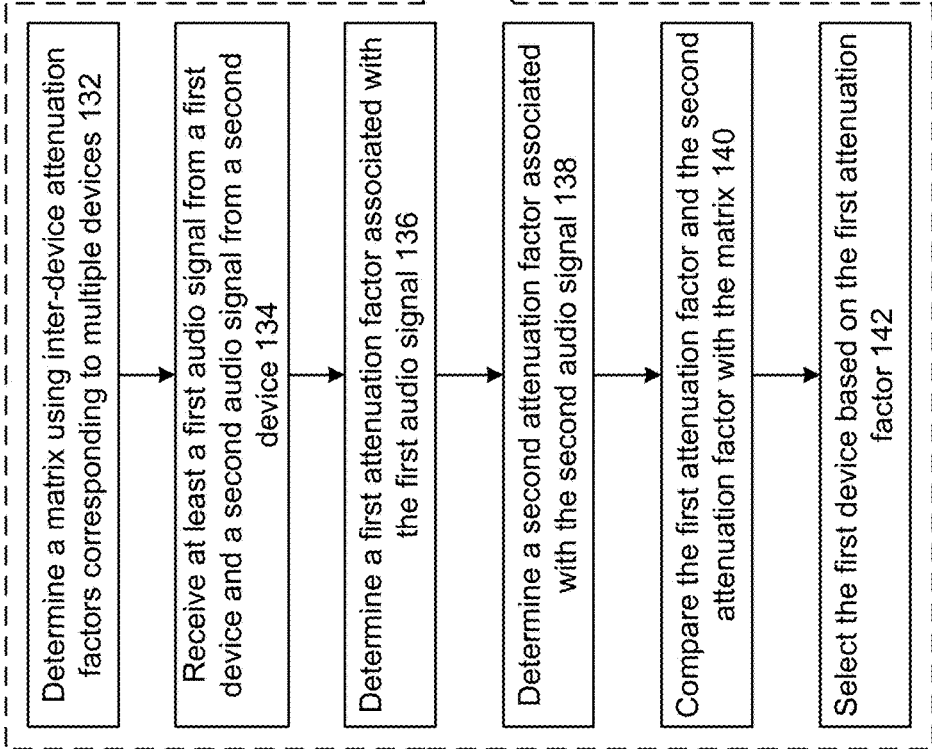 Determine a matrix using inter-device attenuation
factors corresponding to multiple devices 132
Receive at least a first audio signal from a first
device and a second audio signal from a second
device 134
Determine a first attenuation factor associated with
the first audio signal 136
Determine a second attenuation factor associated
with the second audio signal 138
Compare the first attenuation factor and the second
attenuation factor with the matrix 140
Select the first device based on the first attenuation
factor 142